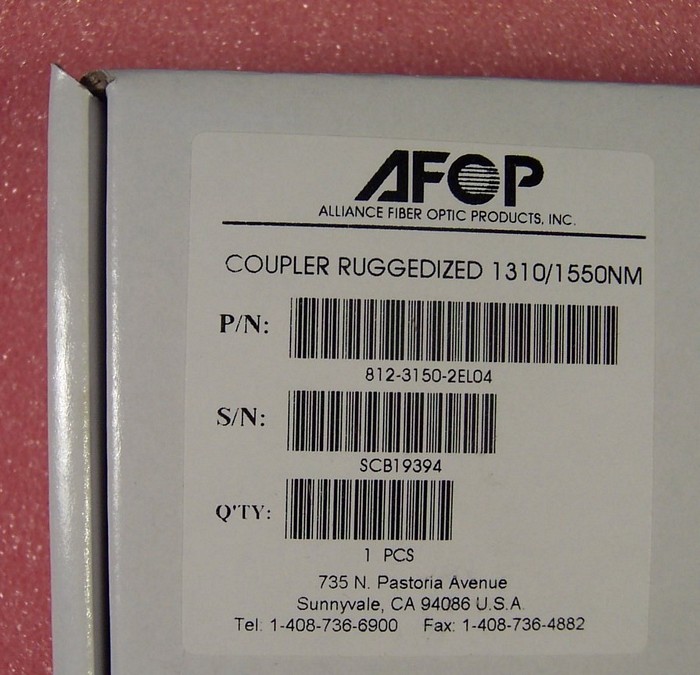 AFOP
ALLIANCE FIBER OPTIC PRODUCTS, INC.
COUPLER RUGGEDIZED 1310/1550NM
P/N:
812-3150-2EL04
S/N:
SCB19394
Q'TY:
1 PCS
735 N. Pastoria Avenue
Sunnyvale, CA 94086 U.S.A.
Tel: 1-408-736-6900 Fax: 1-408-736-4882